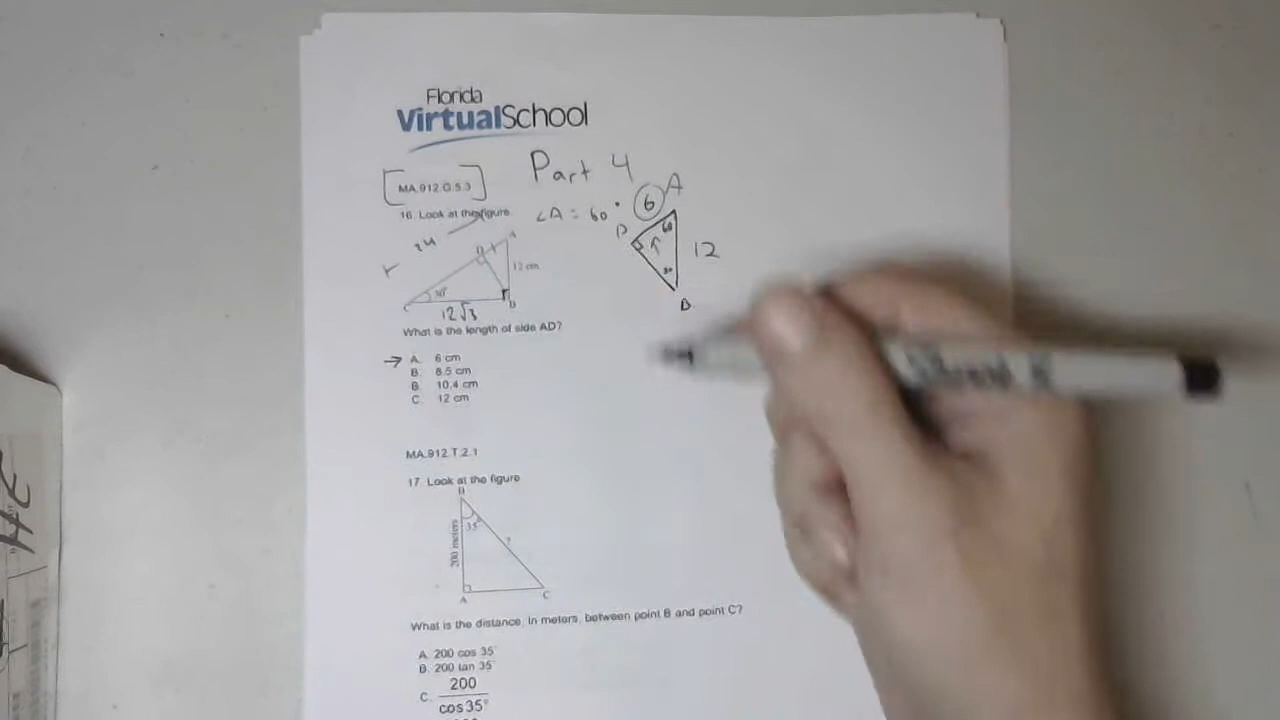 Florida
VirtualSchool
Part 4
MA.912.G.5.3
16. Look at the figure.
∠A = 60°
6
A
24
D
A
60
12 cm
12
30°
C
B
12√3
B
What is the length of side AD?
A. 6 cm
B. 8.5 cm
B. 10.4 cm
C. 12 cm
MA.912.T.2.1
17. Look at the figure
B
35°
200 meters
?
A
C
What is the distance, in meters, between point B and point C?
A. 200 cos 35°
B. 200 tan 35°
C. 200
cos35°